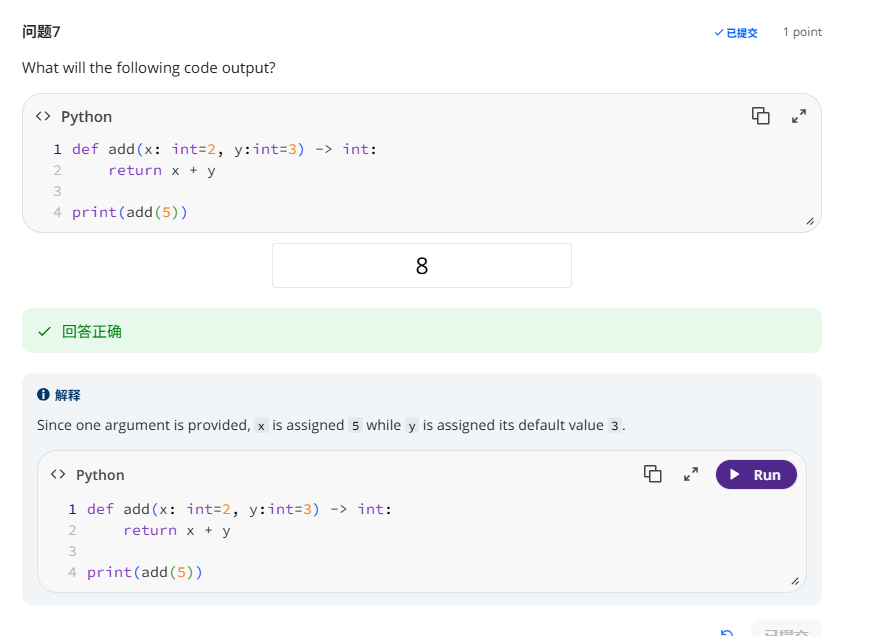 问题7
已提交 1 point
What will the following code output?
<> Python
1 def add(x: int=2, y:int=3) -> int:
2     return x + y
3
4 print(add(5))
8
回答正确
解释
Since one argument is provided, x is assigned 5 while y is assigned its default value 3.
<> Python
Run
1 def add(x: int=2, y:int=3) -> int:
2     return x + y
3
4 print(add(5))
已提交